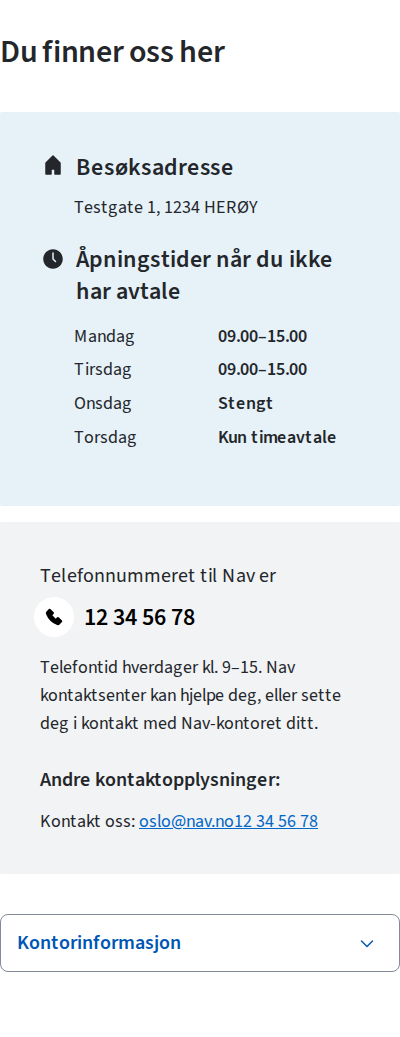 Du finner oss her
Besøksadresse
Testgate 1, 1234 HERØY
Åpningstider når du ikke
har avtale
Mandag 09.00–15.00
Tirsdag 09.00–15.00
Onsdag Stengt
Torsdag Kun timeavtale
Telefonnummeret til Nav er
12 34 56 78
Telefontid hverdager kl. 9–15. Nav
kontaktsenter kan hjelpe deg, eller sette
deg i kontakt med Nav-kontoret ditt.
Andre kontaktopplysninger:
Kontakt oss: oslo@nav.no12 34 56 78
Kontorinformasjon